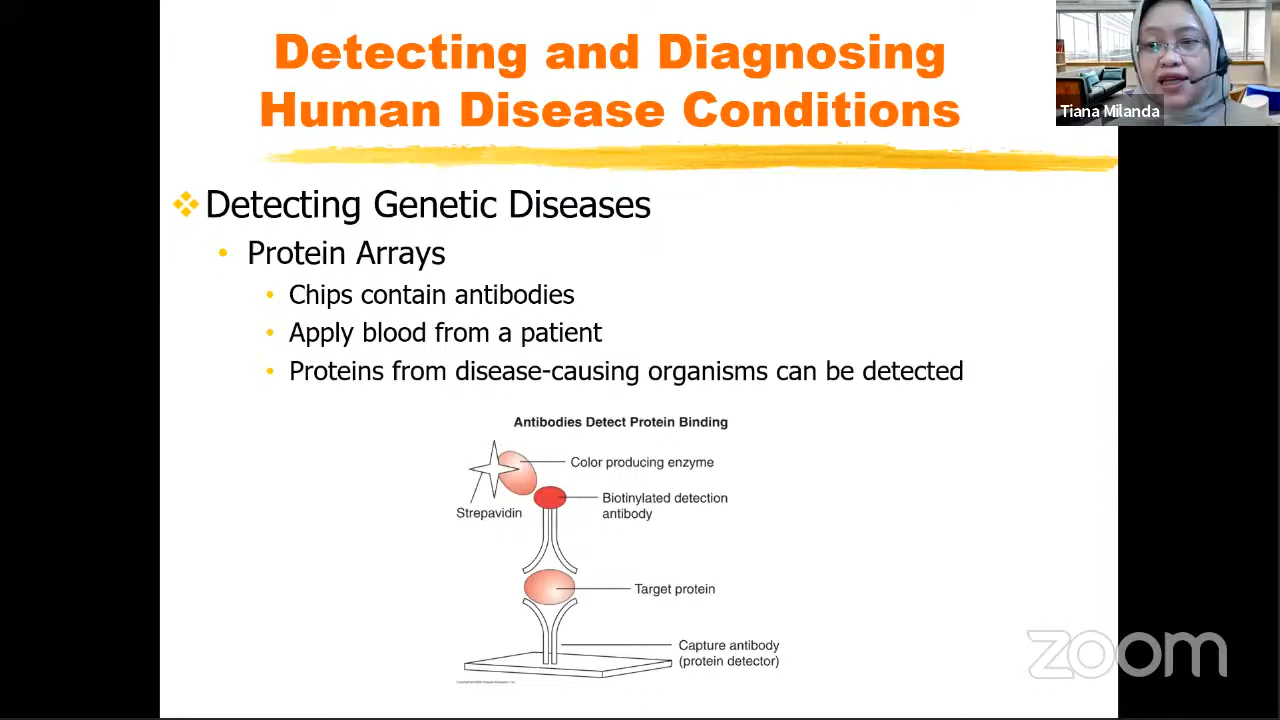 Detecting and Diagnosing
Human Disease Conditions
Tiana Milanda
Detecting Genetic Diseases
Protein Arrays
Chips contain antibodies
Apply blood from a patient
Proteins from disease-causing organisms can be detected
Antibodies Detect Protein Binding
Color producing enzyme
Biotinylated detection
antibody
Strepavidin
Target protein
Capture antibody
(protein detector)
zoom